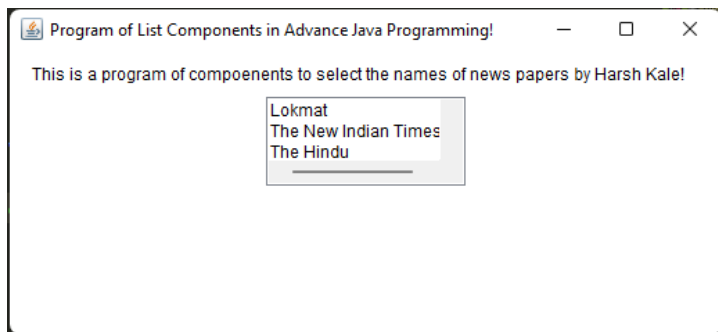 Program of List Components in Advance Java Programming!
This is a program of compoenents to select the names of news papers by Harsh Kale!
Lokmat
The New Indian Times
The Hindu